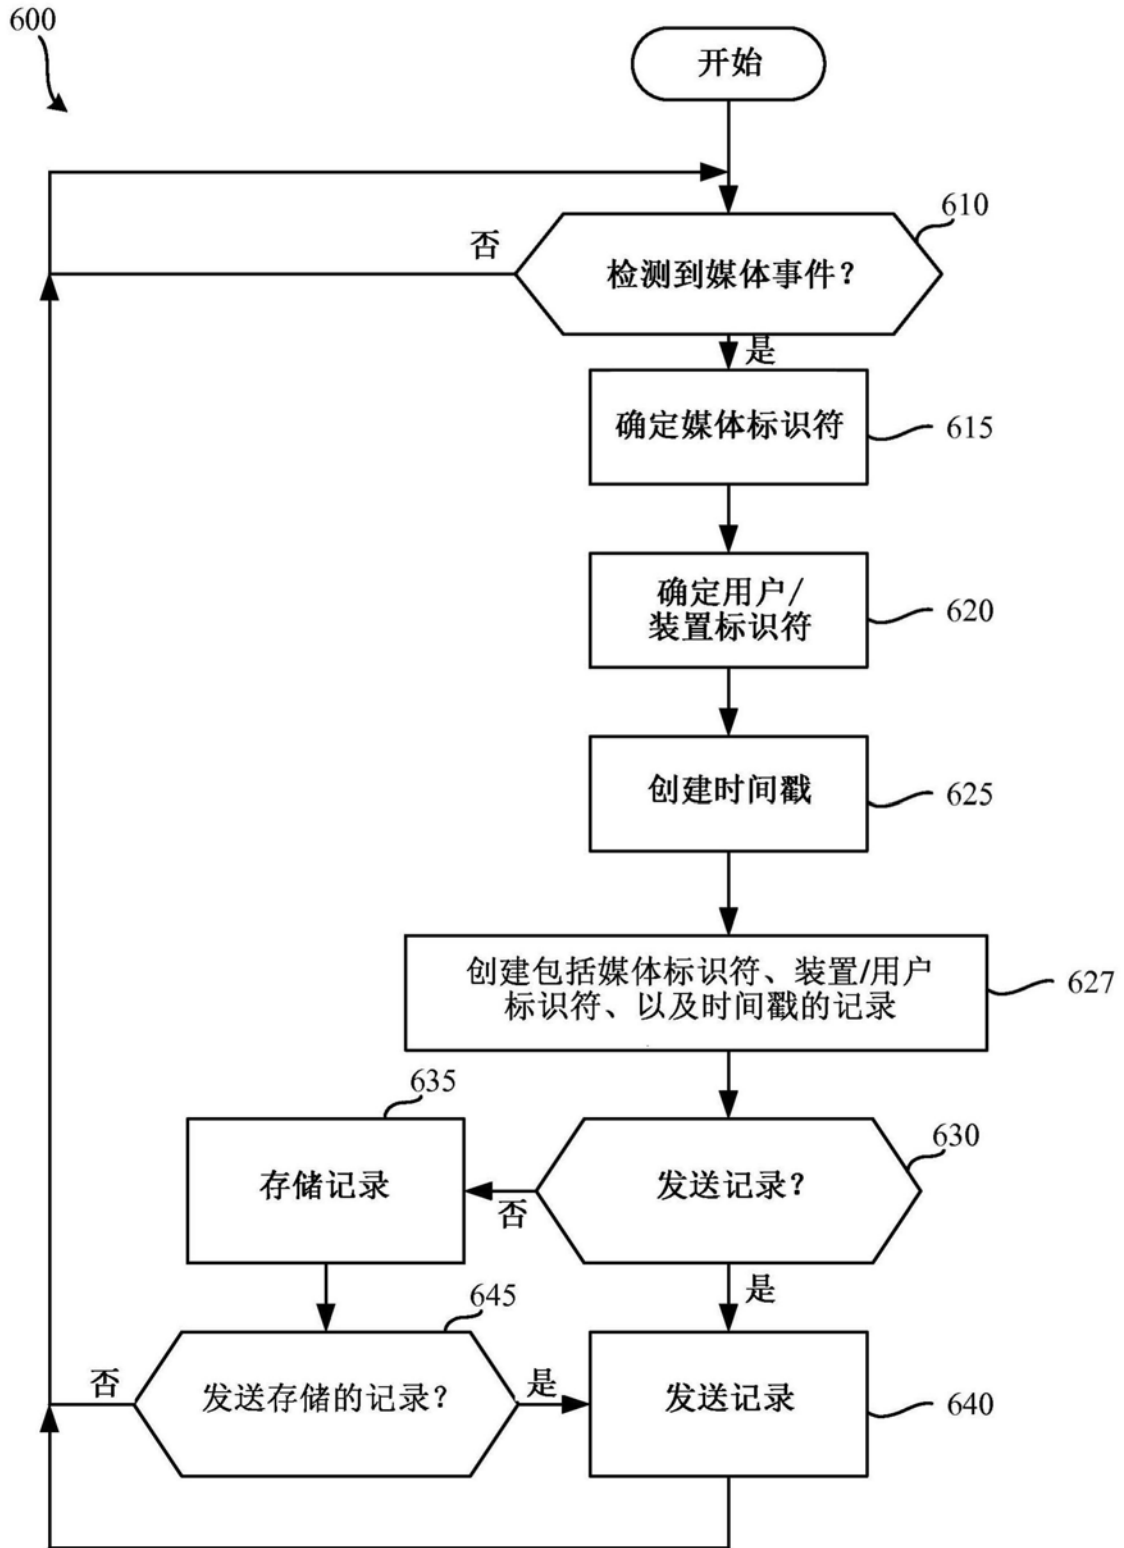 600
开始
610
否
检测到媒体事件?
是
确定媒体标识符
615
确定用户/
装置标识符
620
创建时间戳
625
创建包括媒体标识符、装置/用户
标识符、以及时间戳的记录
627
635
存储记录
630
发送记录?
否
是
645
否
发送存储的记录?
是
发送记录
640